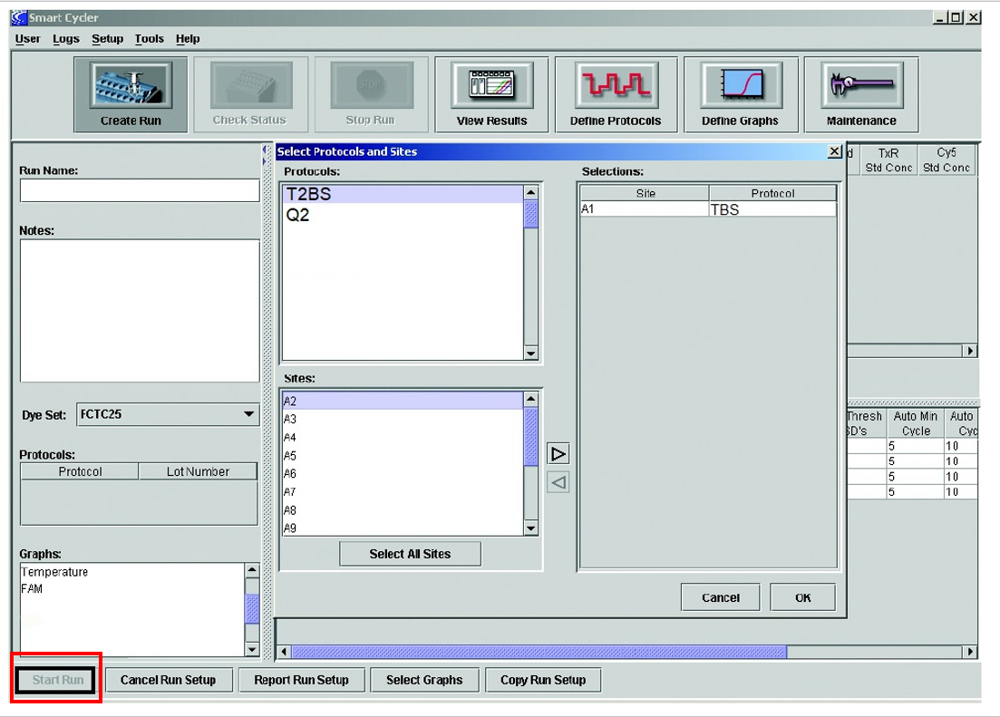 Smart Cycler
User Logs Setup Tools Help
Create Run Check Status Stop Run View Results Define Protocols Define Graphs Maintenance
STOP
Select Protocols and Sites
Run Name:
Notes:
Dye Set: FCTC25
Protocols:
Protocol Lot Number
Graphs:
Temperature
FAM
Protocols:
T2BS
Q2
Sites:
A2
A3
A4
A5
A6
A7
A8
A9
Select All Sites
Selections:
Site Protocol
A1 TBS
Cancel OK
d TxR Cy5
Std Conc Std Conc
Thresh Auto Min Auto
SD's Cycle Cyc
5 10
5 10
5 10
5 10
Start Run Cancel Run Setup Report Run Setup Select Graphs Copy Run Setup